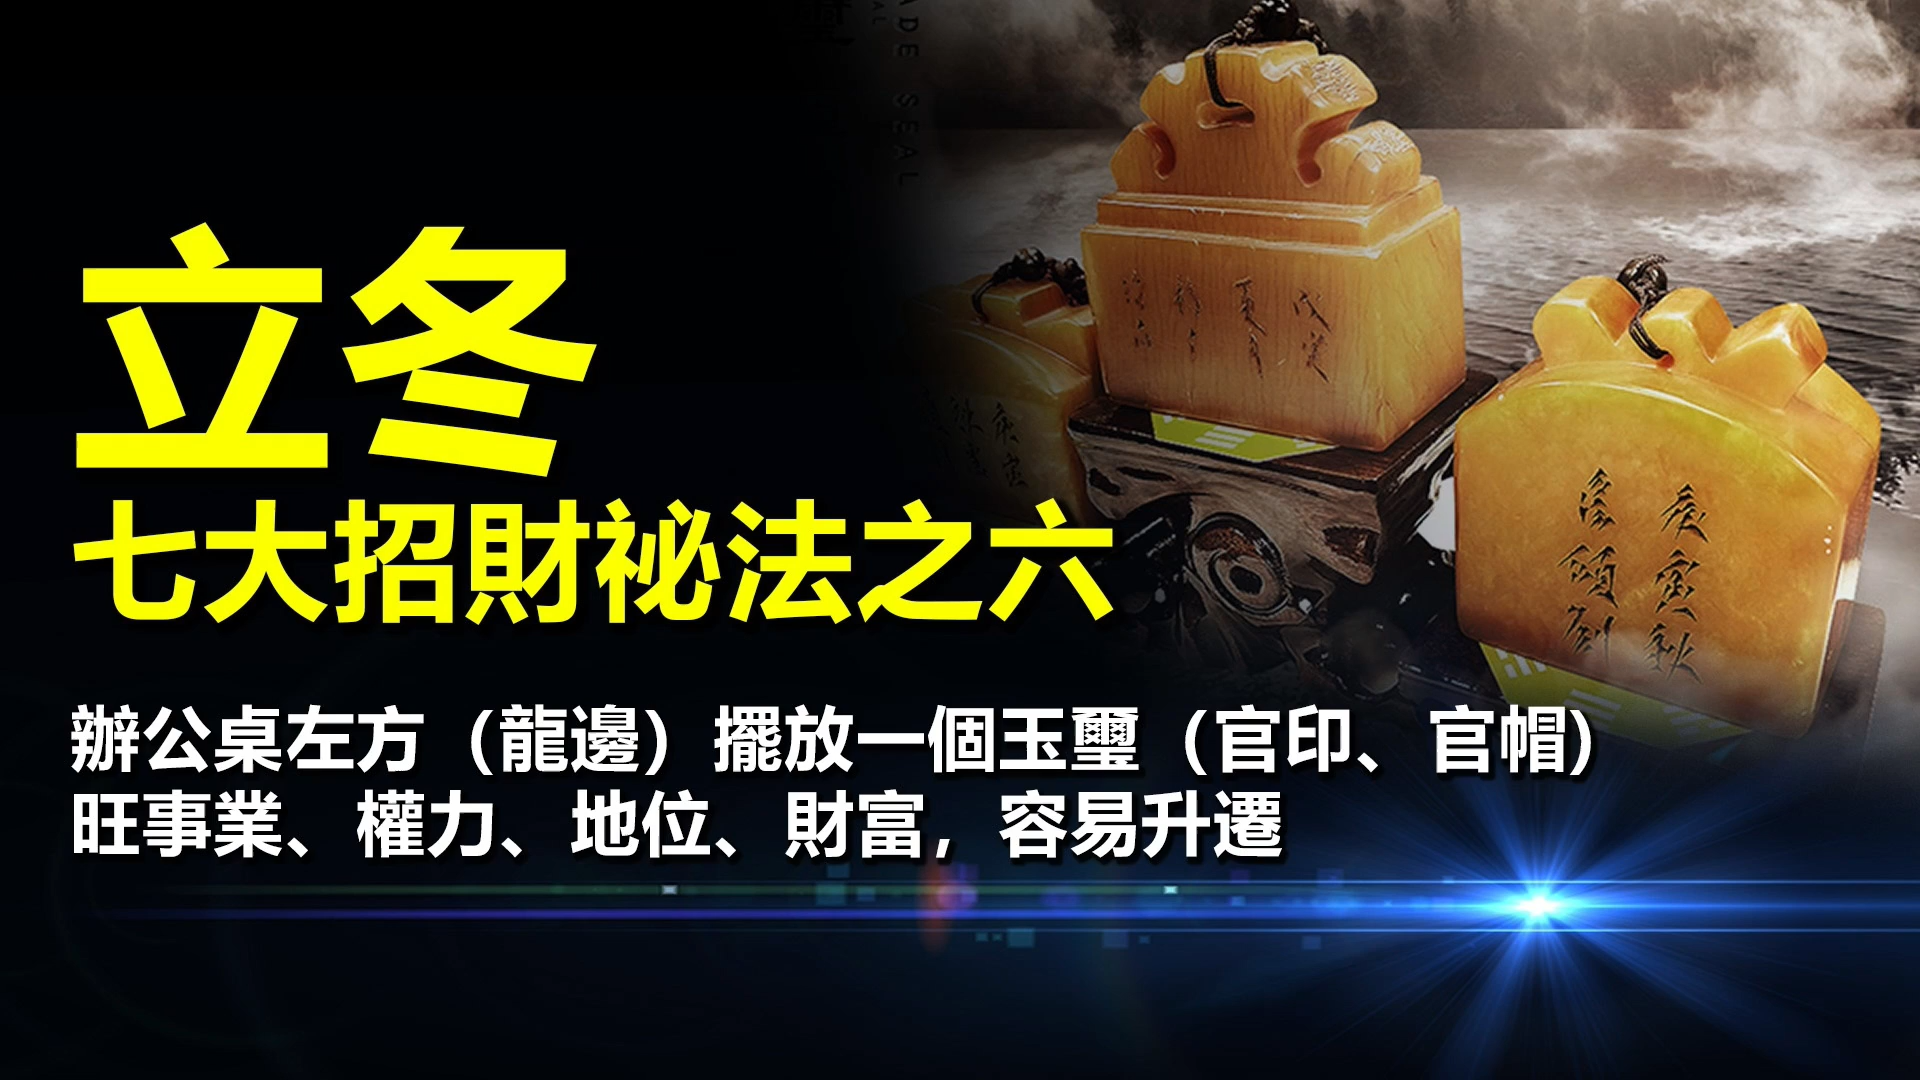 立冬
七大招財祕法之六
辦公桌左方（龍邊）擺放一個玉璽（官印、官帽)
旺事業、權力、地位、財富，容易升遷
ADE SEAL